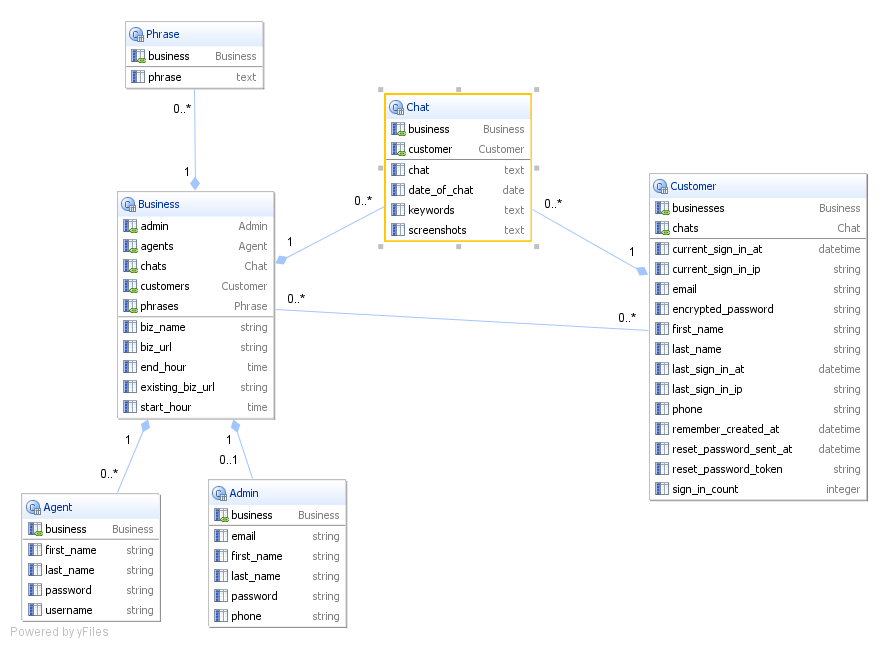 Phrase
business Business
phrase text
0..*
1
Chat
business Business
customer Customer
chat text
date_of_chat date
keywords text
screenshots text
0..*
1
0..*
1
Business
admin Admin
agents Agent
chats Chat
customers Customer
phrases Phrase
biz_name string
biz_url string
end_hour time
existing_biz_url string
start_hour time
0..*
0..*
Customer
businesses Business
chats Chat
current_sign_in_at datetime
current_sign_in_ip string
email string
encrypted_password string
first_name string
last_name string
last_sign_in_at datetime
last_sign_in_ip string
phone string
remember_created_at datetime
reset_password_sent_at datetime
reset_password_token string
sign_in_count integer
1
0..*
1
0..1
Agent
business Business
first_name string
last_name string
password string
username string
Admin
business Business
email string
first_name string
last_name string
password string
phone string
Powered by yFiles